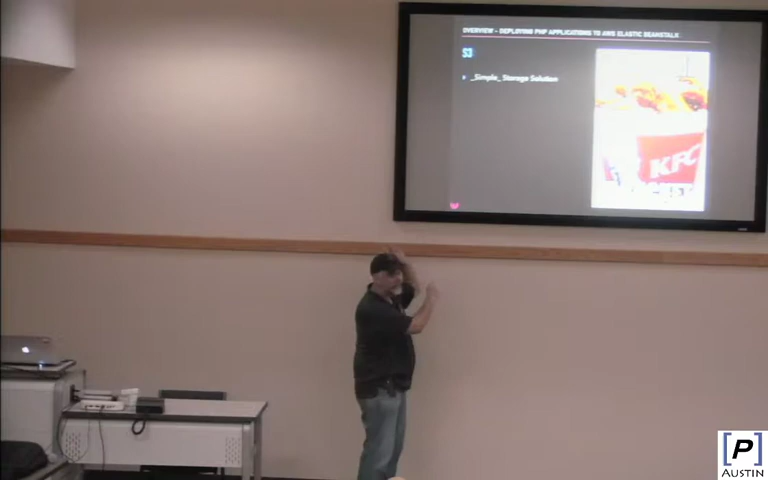 OVERVIEW - DEPLOYING PHP APPLICATIONS TO AWS ELASTIC BEANSTALK
S3
_Simple_ Storage Solution
KFC
[P]
AUSTIN